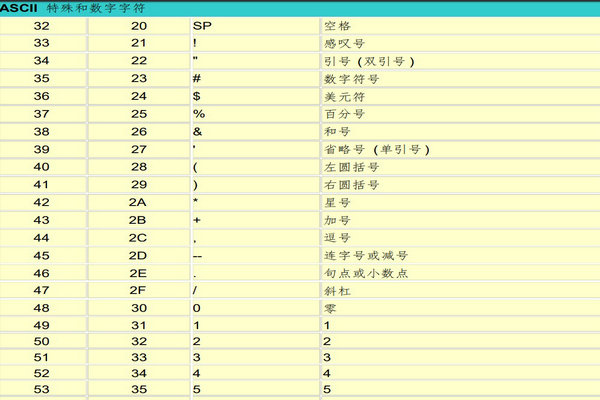 ASCII 特殊和数字字符
32 20 SP 空格
33 21 ! 感叹号
34 22 " 引号 (双引号)
35 23 # 数字符号
36 24 $ 美元符
37 25 % 百分号
38 26 & 和号
39 27 ' 省略号 (单引号)
40 28 ( 左圆括号
41 29 ) 右圆括号
42 2A * 星号
43 2B + 加号
44 2C , 逗号
45 2D -- 连字号或减号
46 2E . 句点或小数点
47 2F / 斜杠
48 30 0 零
49 31 1 1
50 32 2 2
51 33 3 3
52 34 4 4
53 35 5 5